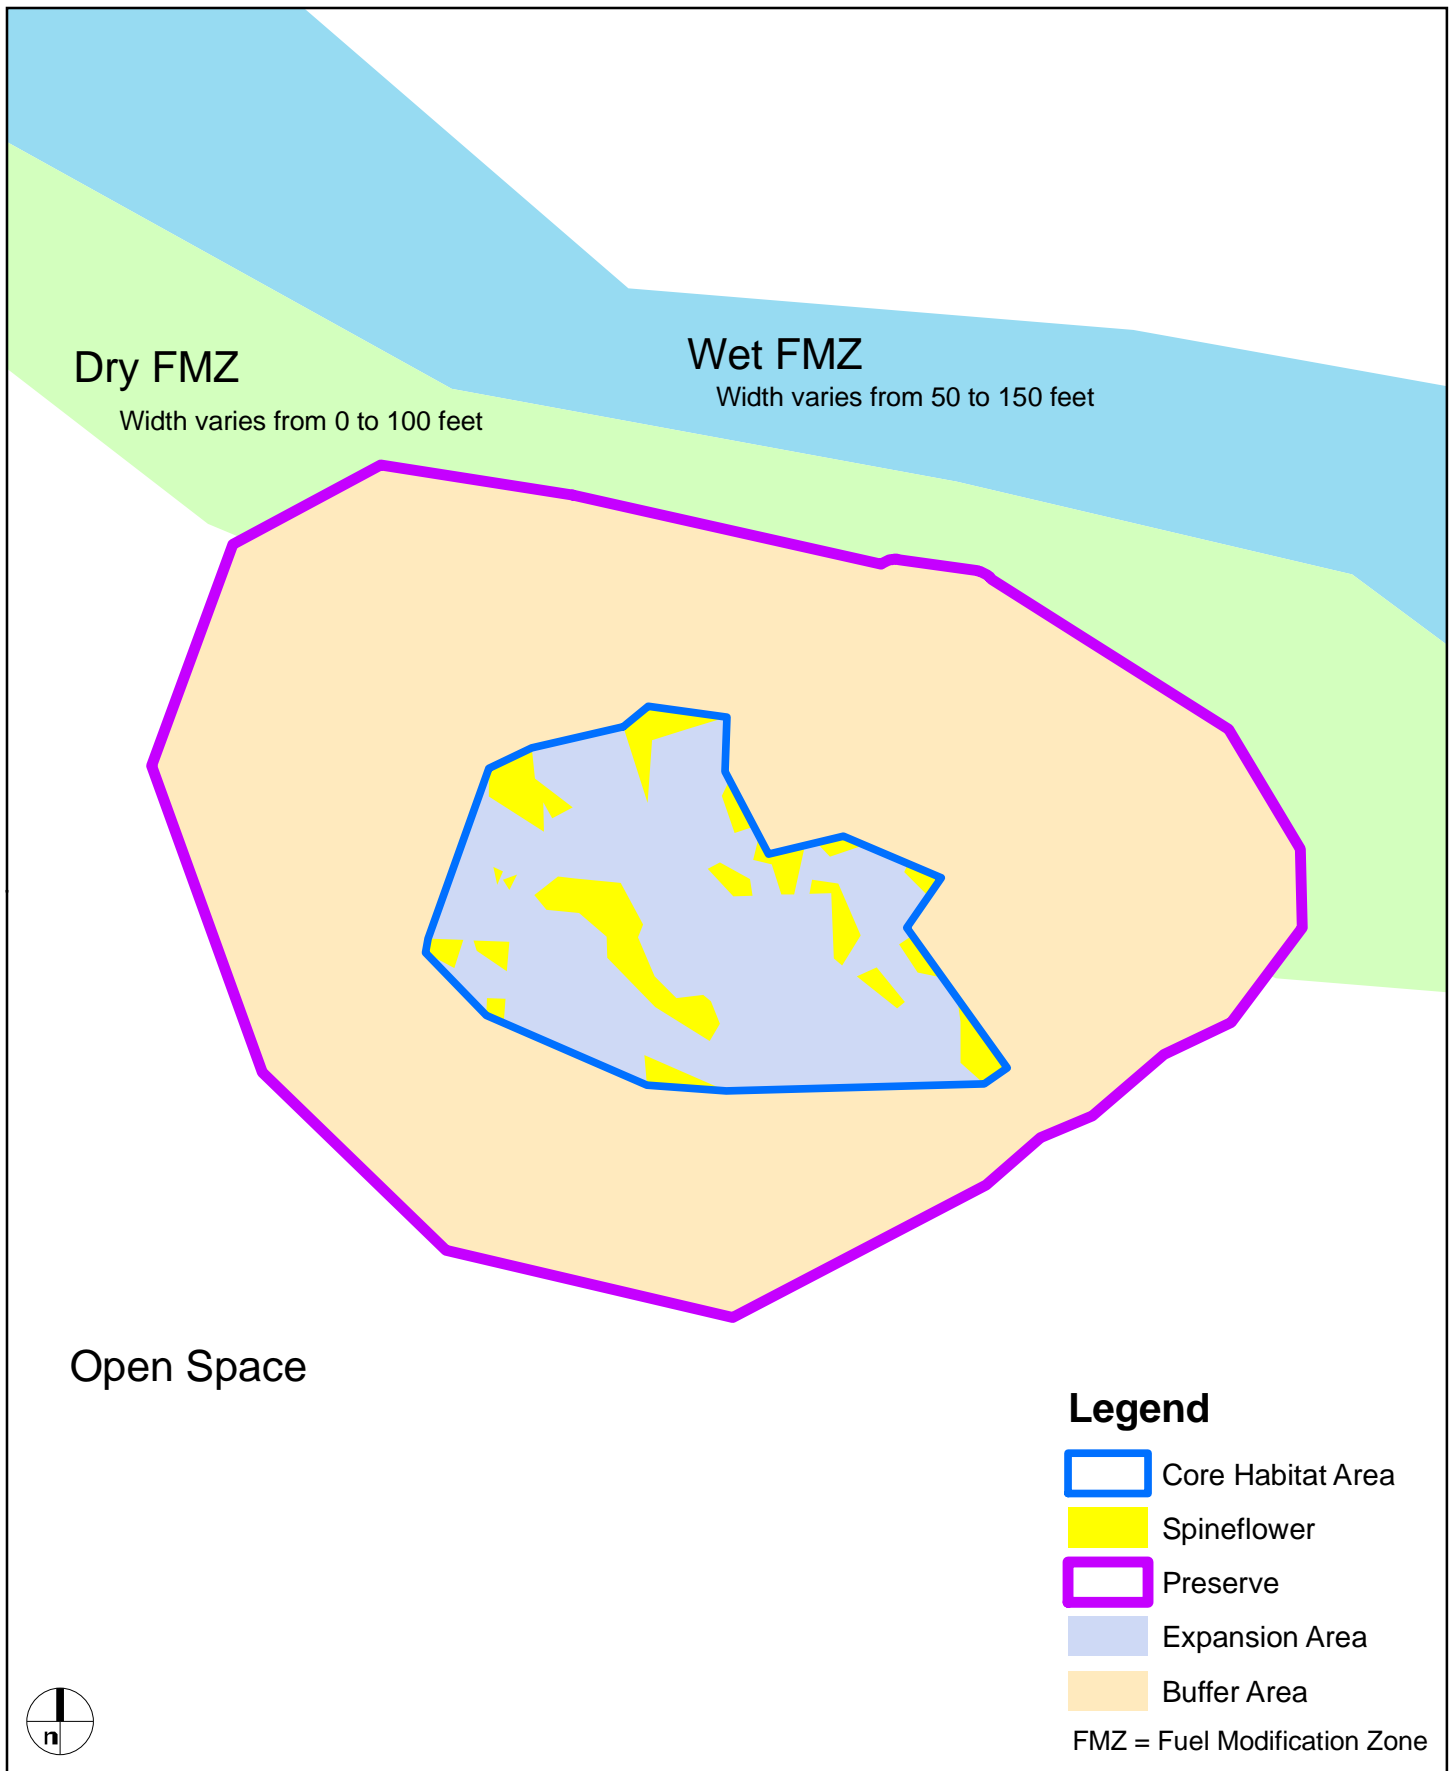 Wet FMZ
Width varies from 50 to 150 feet
Dry FMZ
Width varies from 0 to 100 feet
Open Space
Legend
Core Habitat Area
Spineflower
Preserve
Expansion Area
Buffer Area
FMZ = Fuel Modification Zone
n